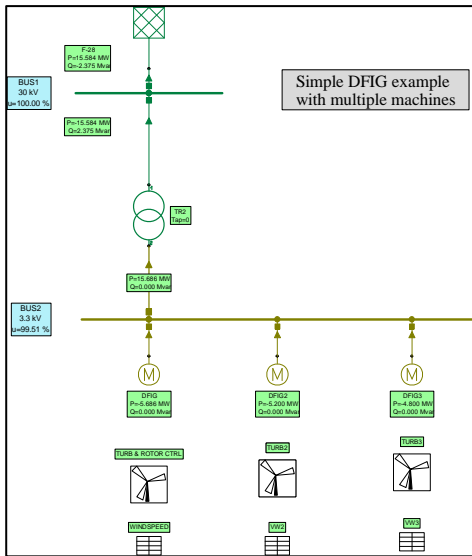 F-28
P=15.584 MW
Q=-2.375 Mvar
BUS1
30 kV
u=100.00 %
Simple DFIG example
with multiple machines
P=-15.584 MW
Q=2.375 Mvar
TR2
Tap=0
P=15.686 MW
Q=0.000 Mvar
BUS2
3.3 kV
u=99.51 %
M
M
M
DFIG
P=-5.686 MW
Q=0.000 Mvar
DFIG2
P=-5.200 MW
Q=0.000 Mvar
DFIG3
P=-4.800 MW
Q=0.000 Mvar
TURB & ROTOR CTRL
TURB2
TURB3
WINDSPEED
VW2
VW3